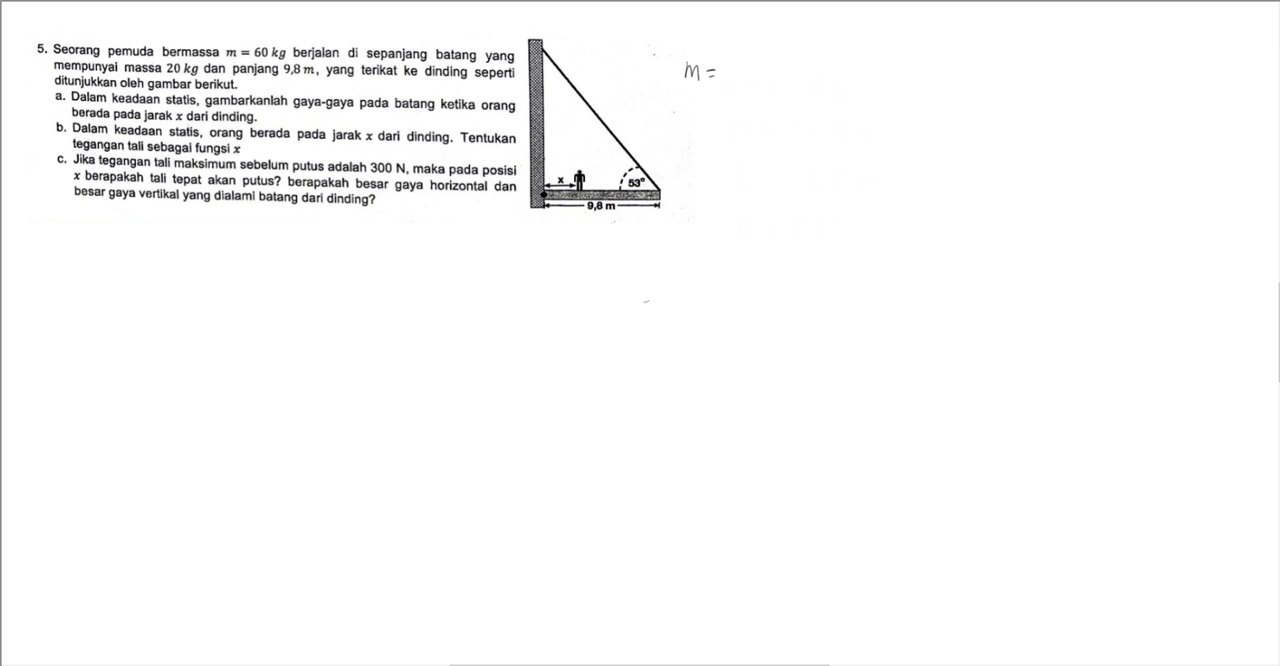 5. Seorang pemuda bermassa m = 60 kg berjalan di sepanjang batang yang
mempunyai massa 20 kg dan panjang 9,8 m, yang terikat ke dinding seperti
ditunjukkan oleh gambar berikut.
a. Dalam keadaan statis, gambarkanlah gaya-gaya pada batang ketika orang
berada pada jarak x dari dinding.
b. Dalam keadaan statis, orang berada pada jarak x dari dinding. Tentukan
tegangan tali sebagai fungsi x
c. Jika tegangan tali maksimum sebelum putus adalah 300 N, maka pada posisi
x berapakah tali tepat akan putus? berapakah besar gaya horizontal dan
besar gaya vertikal yang dialami batang dari dinding?
x
53°
9,8 m
m =